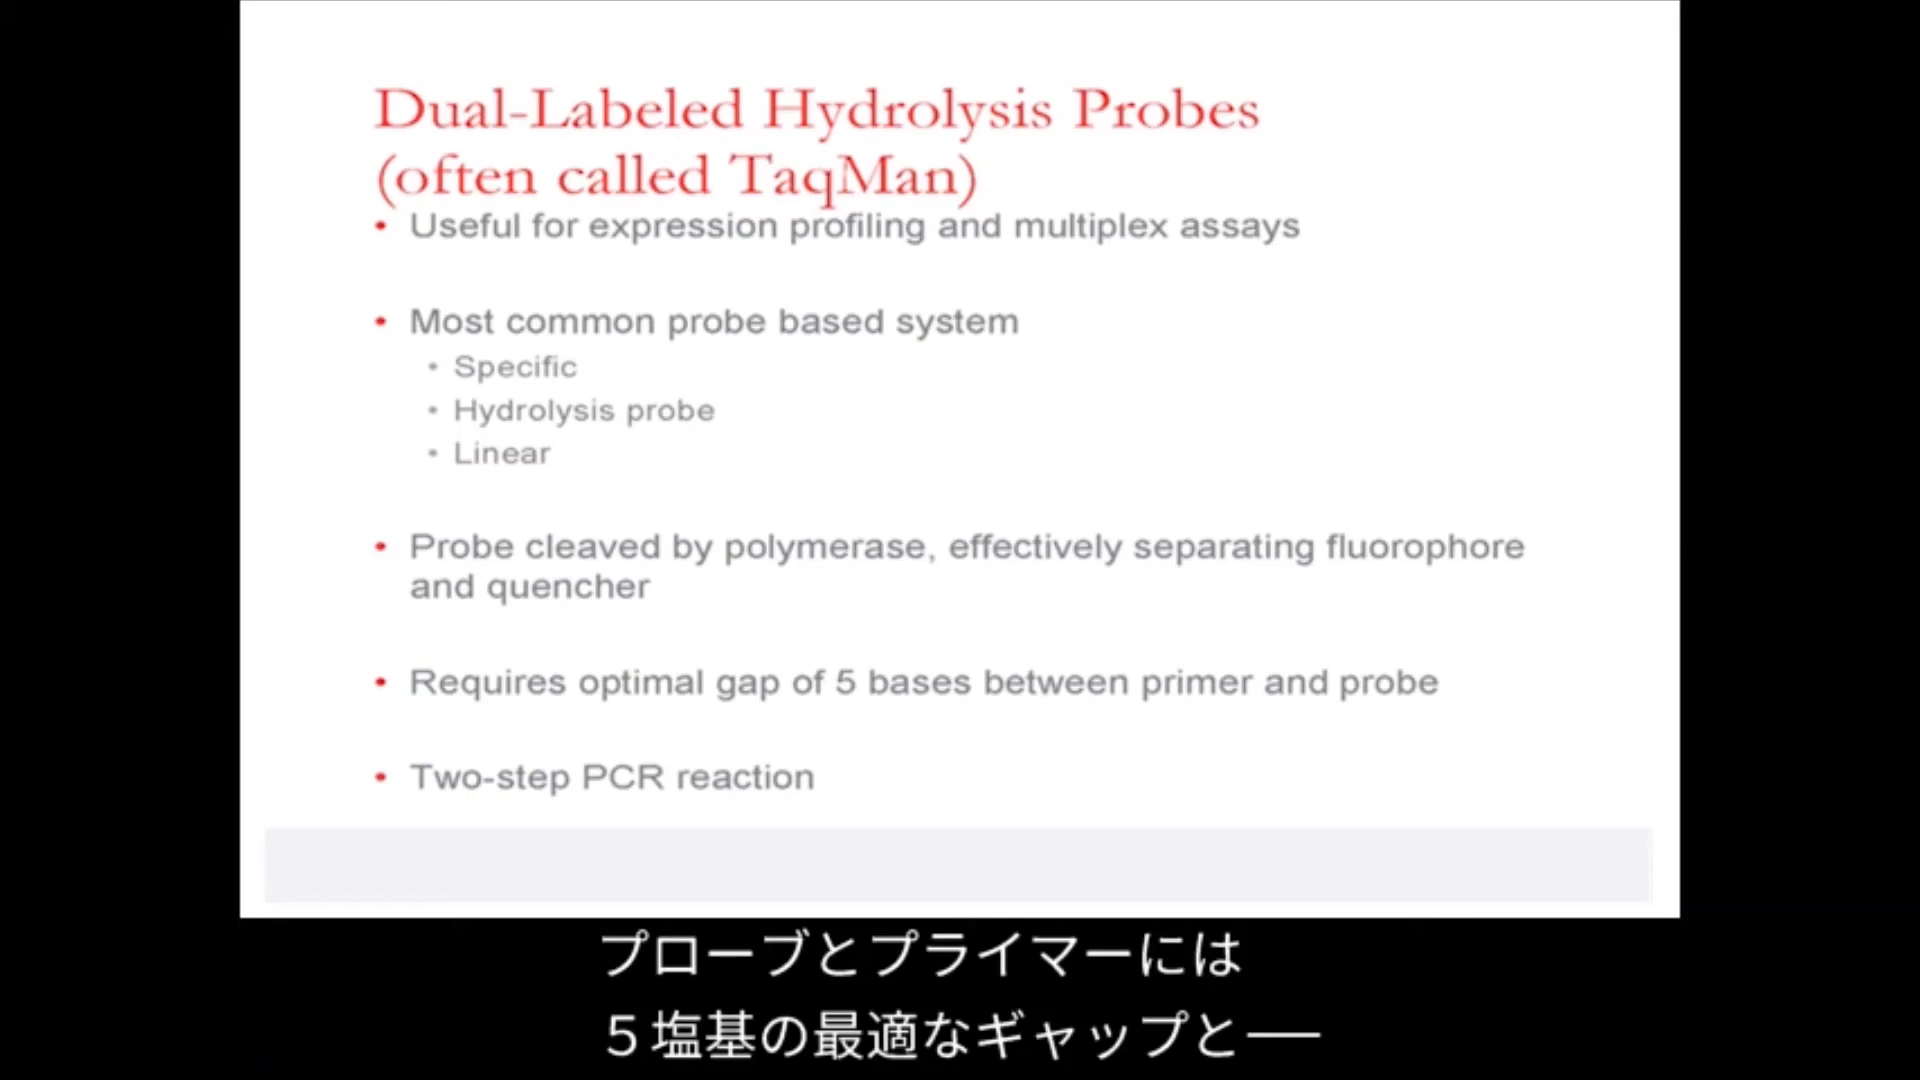 Dual-Labeled Hydrolysis Probes
(often called TaqMan)
• Useful for expression profiling and multiplex assays
• Most common probe based system
• Specific
• Hydrolysis probe
• Linear
• Probe cleaved by polymerase, effectively separating fluorophore
and quencher
• Requires optimal gap of 5 bases between primer and probe
• Two-step PCR reaction
プローブとプライマーには
５塩基の最適なギャップと──